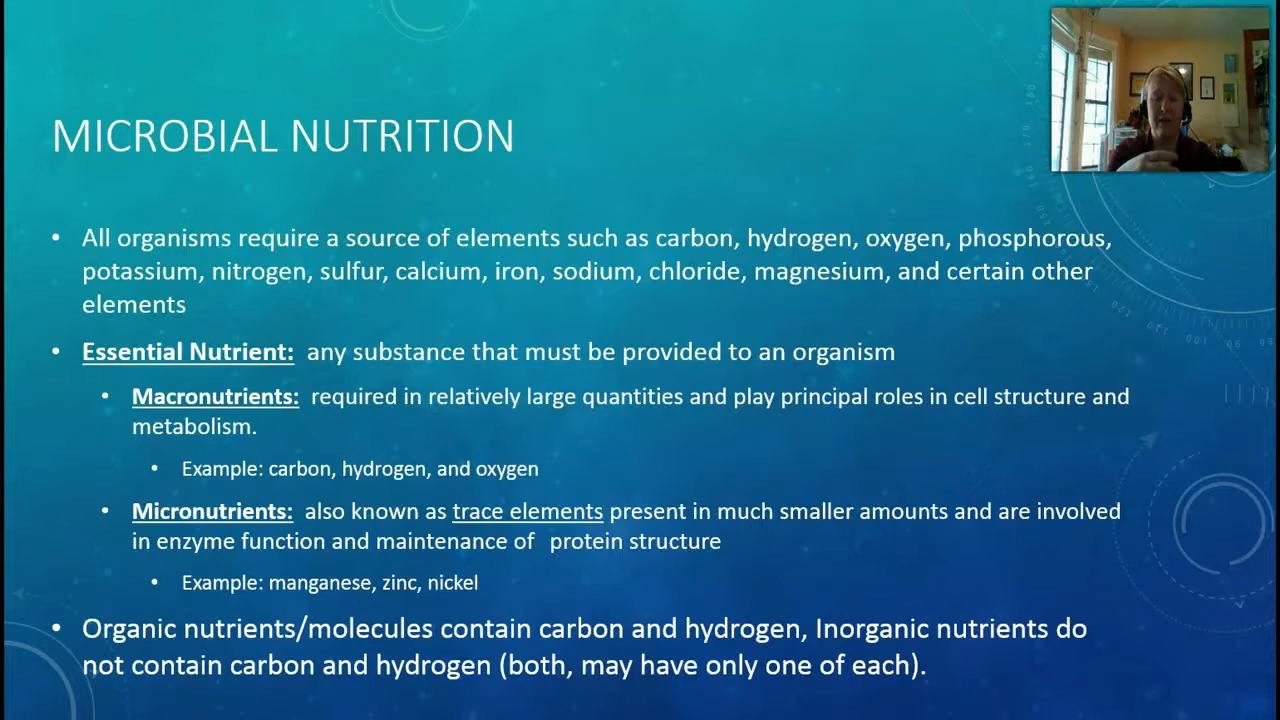 MICROBIAL NUTRITION
• All organisms require a source of elements such as carbon, hydrogen, oxygen, phosphorous,
potassium, nitrogen, sulfur, calcium, iron, sodium, chloride, magnesium, and certain other
elements
• Essential Nutrient: any substance that must be provided to an organism
• Macronutrients: required in relatively large quantities and play principal roles in cell structure and
metabolism.
• Example: carbon, hydrogen, and oxygen
• Micronutrients: also known as trace elements present in much smaller amounts and are involved
in enzyme function and maintenance of protein structure
• Example: manganese, zinc, nickel
• Organic nutrients/molecules contain carbon and hydrogen, Inorganic nutrients do
not contain carbon and hydrogen (both, may have only one of each).